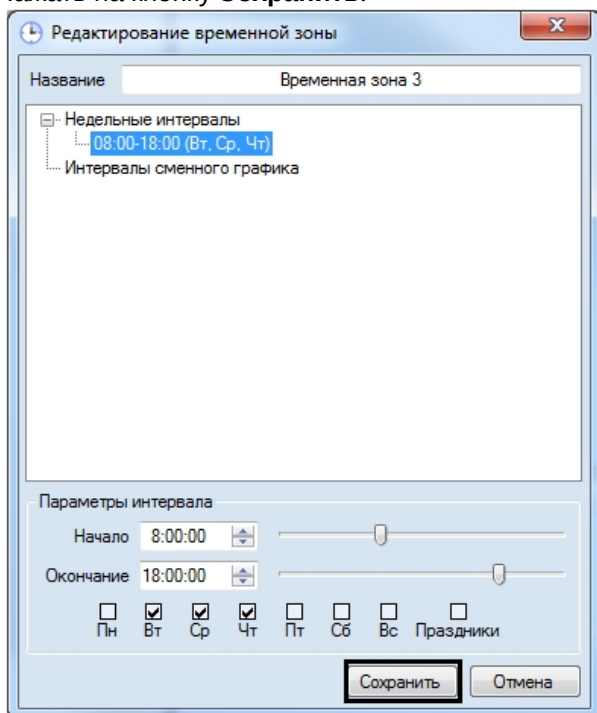 нажать на кнопку Сохранить.
Редактирование временной зоны
Название Временная зона 3
Недельные интервалы
08:00-18:00 (Вт, Ср, Чт)
Интервалы сменного графика
Параметры интервала
Начало 8:00:00
Окончание 18:00:00
Пн Вт Ср Чт Пт Сб Вс Праздники
Сохранить Отмена